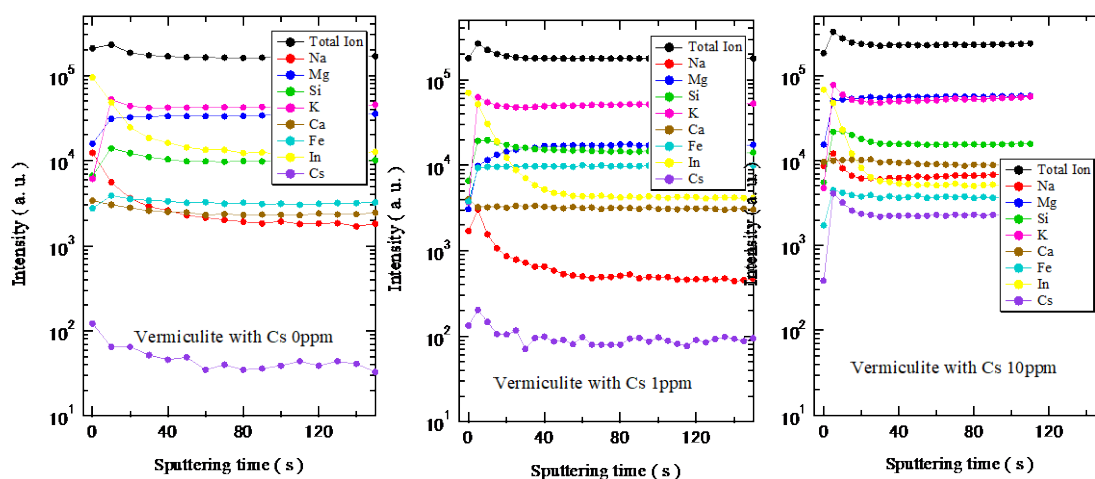 Intensity ( a. u. )
10^5
10^4
10^3
10^2
10^1
0
40
80
120
Sputtering time ( s )
Total Ion
Na
Mg
Si
K
Ca
Fe
In
Cs
Vermiculite with Cs 0ppm
Intensity ( a. u. )
10^5
10^4
10^3
10^2
10^1
0
40
80
120
Sputtering time ( s )
Total Ion
Na
Mg
Si
K
Ca
Fe
In
Cs
Vermiculite with Cs 1ppm
Intensity ( a. u. )
10^5
10^4
10^3
10^2
10^1
0
40
80
120
Sputtering time ( s )
Total Ion
Na
Mg
Si
K
Ca
Fe
In
Cs
Vermiculite with Cs 10ppm